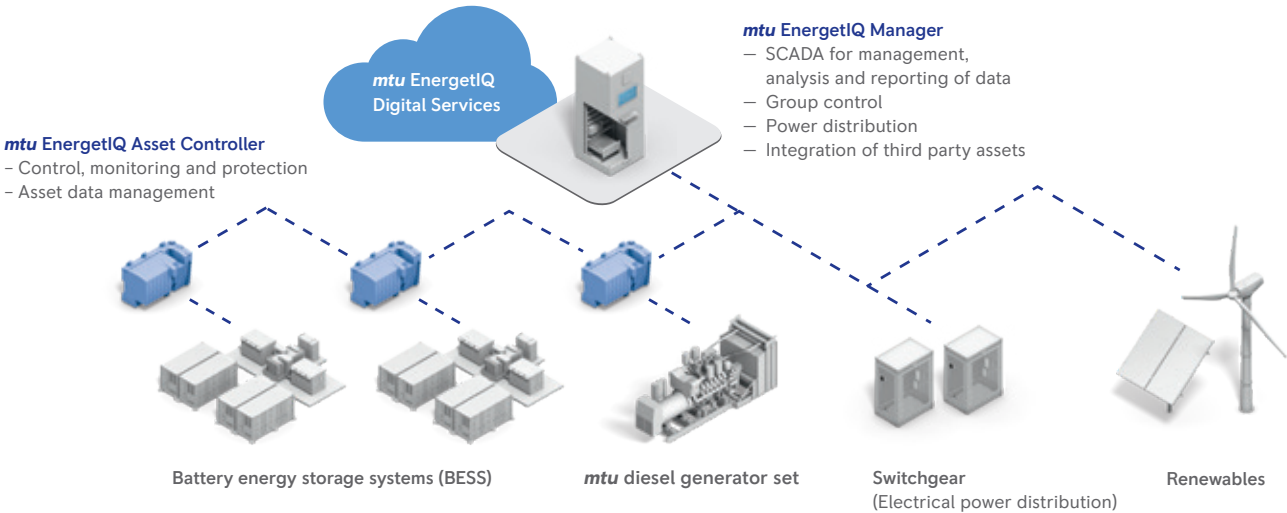 mtu EnergetIQ
Digital Services
mtu EnergetIQ Manager
— SCADA for management,
analysis and reporting of data
— Group control
— Power distribution
— Integration of third party assets
mtu EnergetIQ Asset Controller
– Control, monitoring and protection
– Asset data management
Battery energy storage systems (BESS)
mtu diesel generator set
Switchgear
(Electrical power distribution)
Renewables